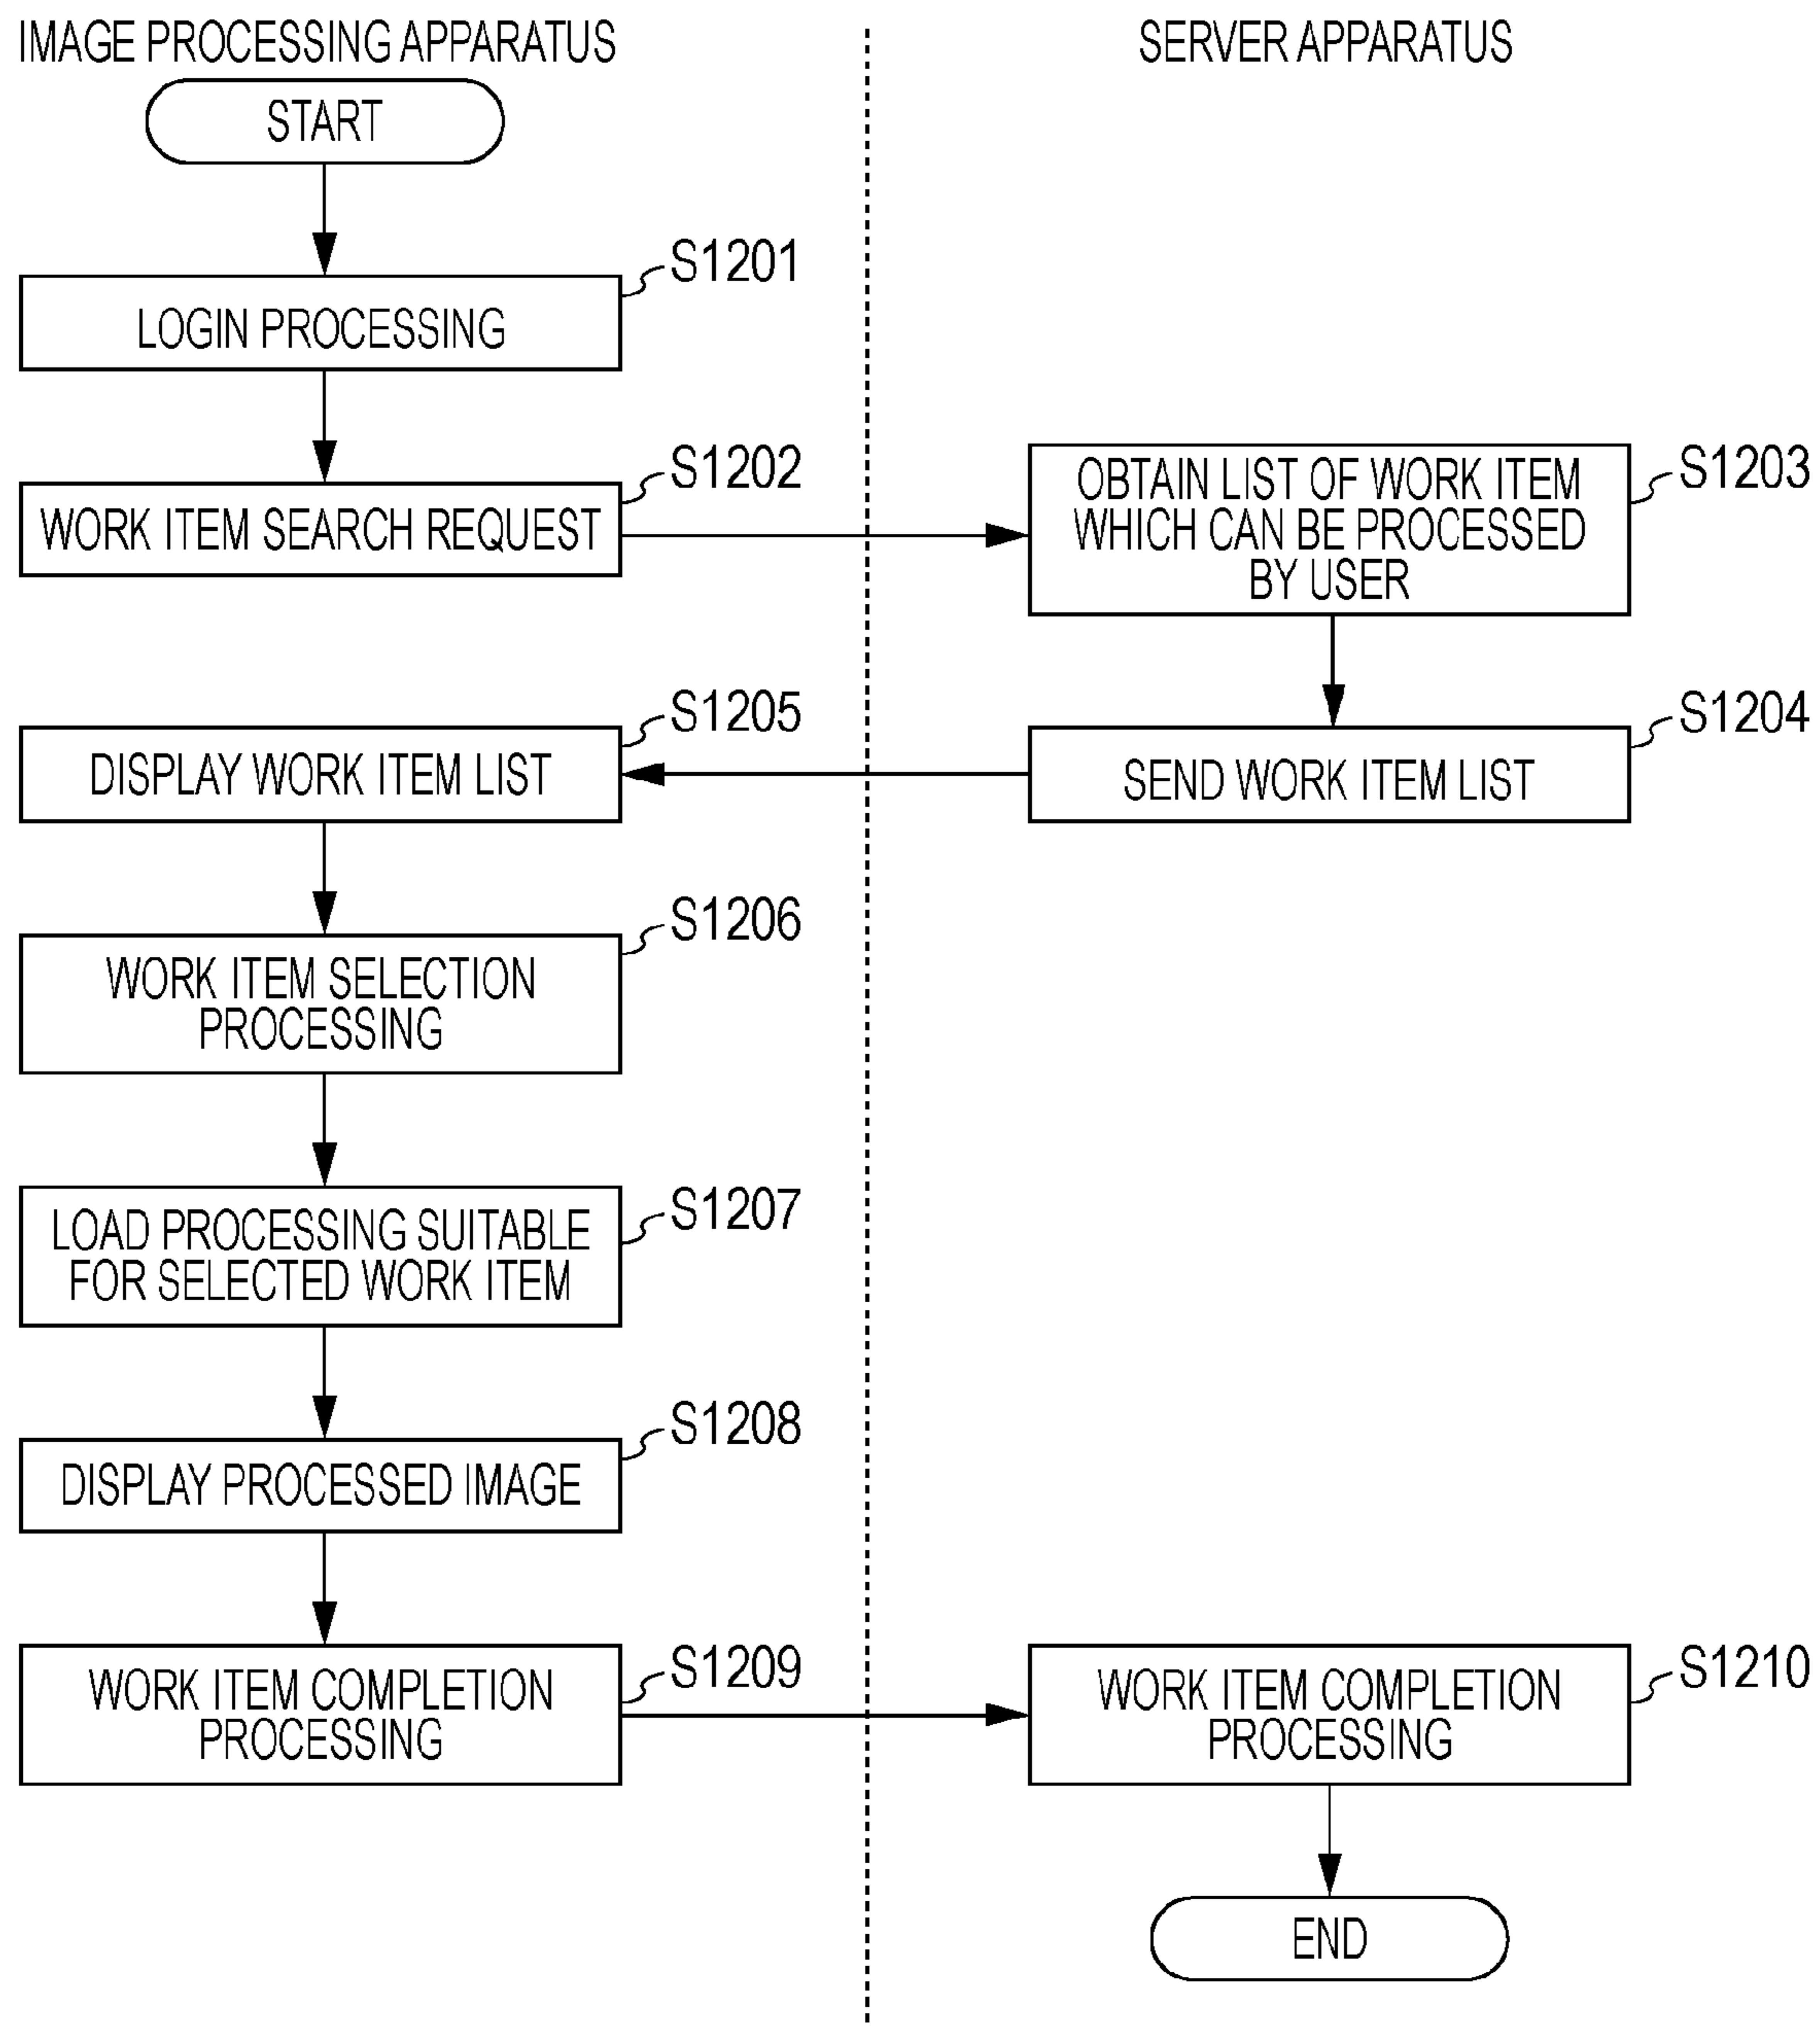 IMAGE PROCESSING APPARATUS
SERVER APPARATUS
START
S1201
LOGIN PROCESSING
S1202
WORK ITEM SEARCH REQUEST
S1203
OBTAIN LIST OF WORK ITEM
WHICH CAN BE PROCESSED
BY USER
S1204
SEND WORK ITEM LIST
S1205
DISPLAY WORK ITEM LIST
S1206
WORK ITEM SELECTION
PROCESSING
S1207
LOAD PROCESSING SUITABLE
FOR SELECTED WORK ITEM
S1208
DISPLAY PROCESSED IMAGE
S1209
WORK ITEM COMPLETION
PROCESSING
S1210
WORK ITEM COMPLETION
PROCESSING
END